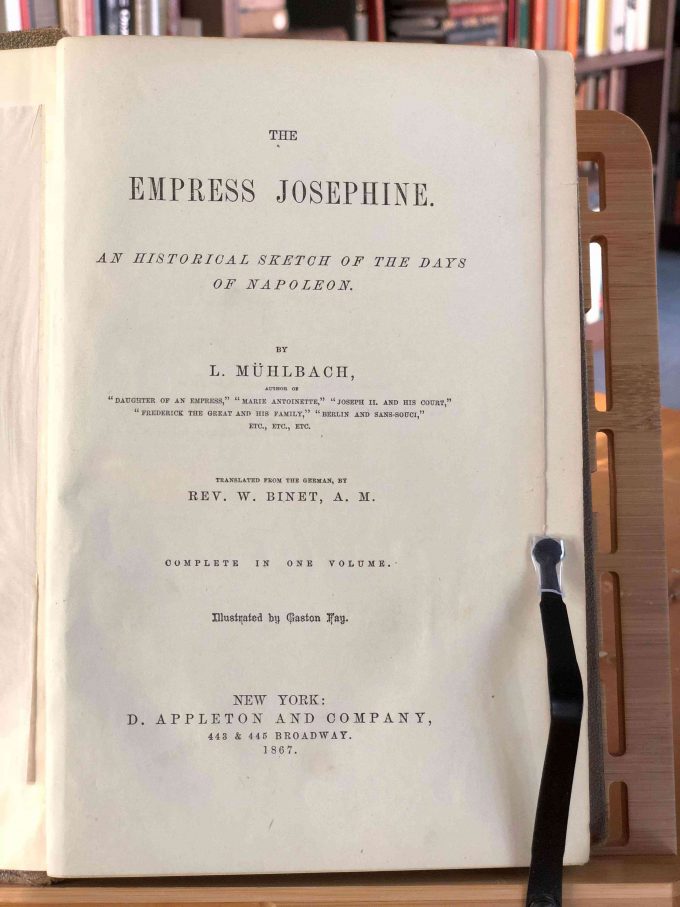 THE
EMPRESS JOSEPHINE.
AN HISTORICAL SKETCH OF THE DAYS
OF NAPOLEON.
BY
L. MÜHLBACH,
AUTHOR OF
"DAUGHTER OF AN EMPRESS," "MARIE ANTOINETTE," "JOSEPH II. AND HIS COURT,"
"FREDERICK THE GREAT AND HIS FAMILY," "BERLIN AND SANS-SOUCI,"
ETC., ETC., ETC.
TRANSLATED FROM THE GERMAN, BY
REV. W. BINET, A. M.
COMPLETE IN ONE VOLUME.
Illustrated by Gaston Fay.
NEW YORK:
D. APPLETON AND COMPANY,
443 & 445 BROADWAY.
1867.